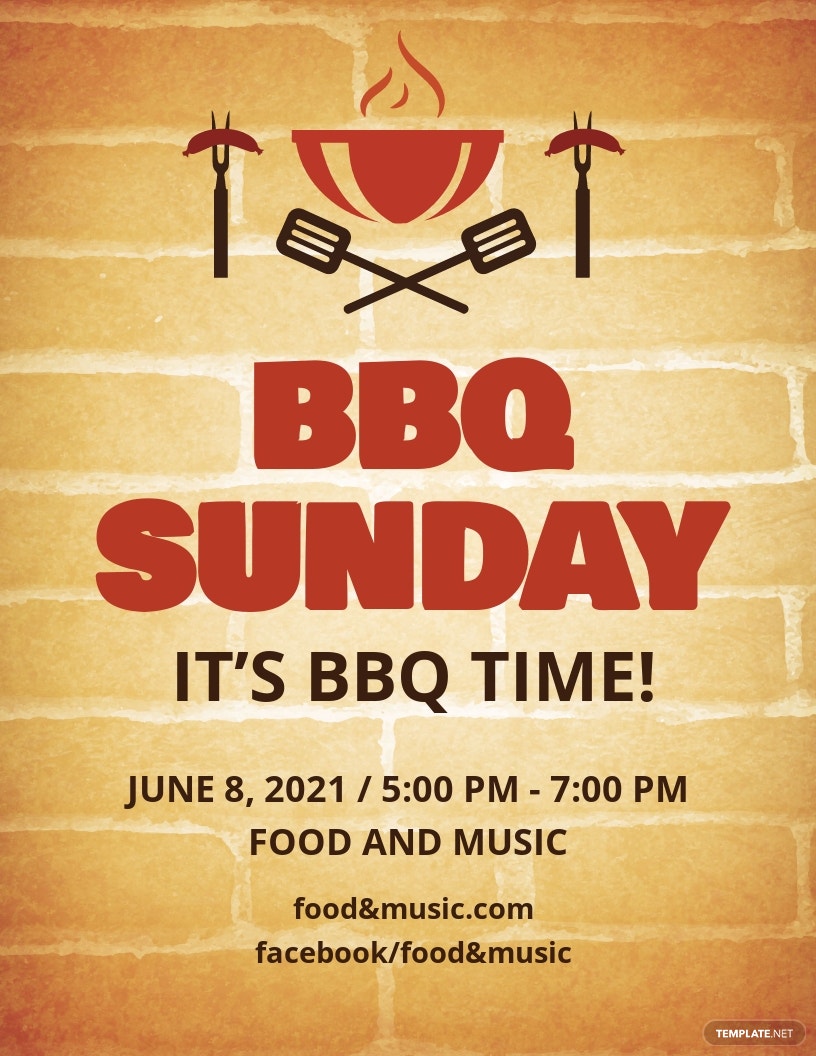 BBQ
SUNDAY
IT’S BBQ TIME!
JUNE 8, 2021 / 5:00 PM - 7:00 PM
FOOD AND MUSIC
food&music.com
facebook/food&music
TEMPLATE.NET